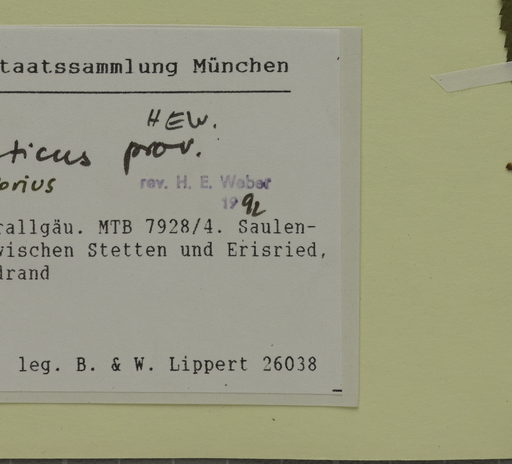 taatssammlung München
HEW.
ticus prov.
orius
rev. H. E. Weber
1992
rallgäu. MTB 7928/4. Saulen-
wischen Stetten und Erisried,
drand
leg. B. & W. Lippert 26038